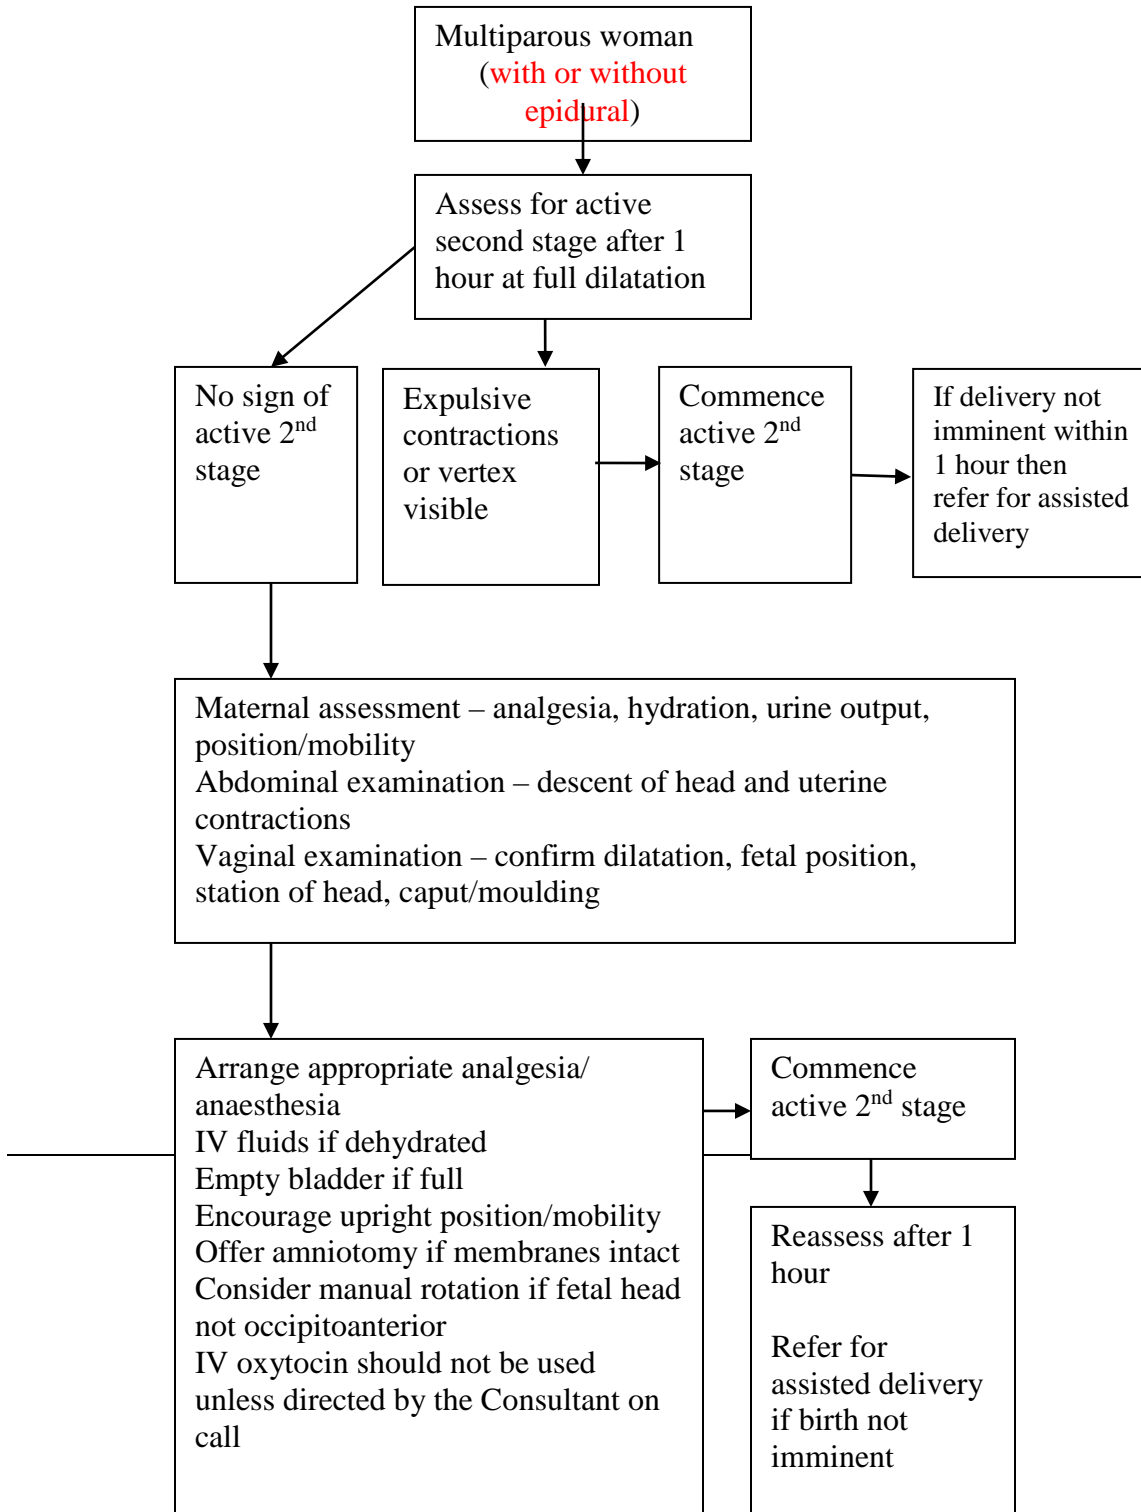 Multiparous woman
(with or without
epidural)
Assess for active
second stage after 1
hour at full dilatation
No sign of
active 2nd
stage
Expulsive
contractions
or vertex
visible
Commence
active 2nd
stage
If delivery not
imminent within
1 hour then
refer for assisted
delivery
Maternal assessment – analgesia, hydration, urine output,
position/mobility
Abdominal examination – descent of head and uterine
contractions
Vaginal examination – confirm dilatation, fetal position,
station of head, caput/moulding
Arrange appropriate analgesia/
anaesthesia
IV fluids if dehydrated
Empty bladder if full
Encourage upright position/mobility
Offer amniotomy if membranes intact
Consider manual rotation if fetal head
not occipitoanterior
IV oxytocin should not be used
unless directed by the Consultant on
call
Commence
active 2nd stage
Reassess after 1
hour
Refer for
assisted delivery
if birth not
imminent